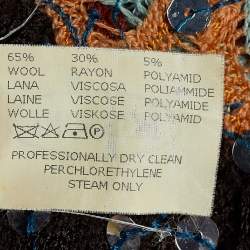 65% 30% 5%
WOOL RAYON POLYAMID
LANA VISCOSA POLIAMMIDE
LAINE VISCOSE POLYAMIDE
WOLLE VISKOSE POLYAMID
PROFESSIONALLY DRY CLEAN
PERCHLORETHYLENE
STEAM ONLY